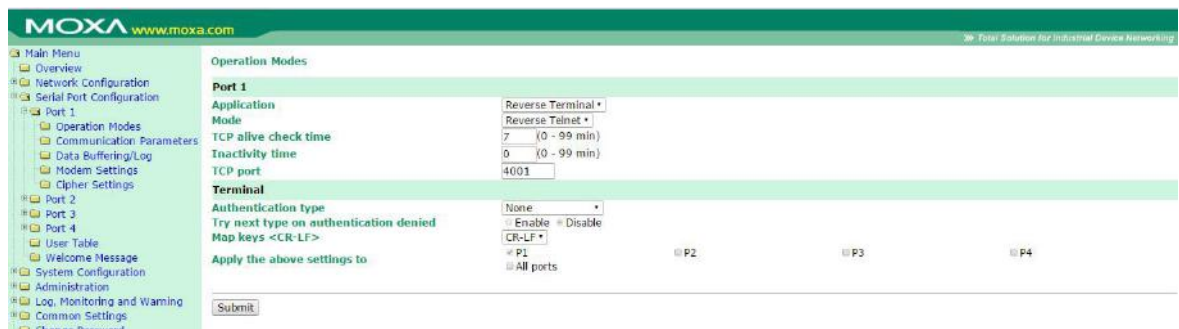 MOXA www.moxa.com
Total Solution for Industrial Device Networking
Main Menu
Overview
Network Configuration
Serial Port Configuration
Port 1
Operation Modes
Communication Parameters
Data Buffering/Log
Modem Settings
Cipher Settings
Port 2
Port 3
Port 4
User Table
Welcome Message
System Configuration
Administration
Log, Monitoring and Warning
Common Settings
Change Password
Operation Modes
Port 1
Application Reverse Terminal
Mode Reverse Telnet
TCP alive check time 7 (0 - 99 min)
Inactivity time 0 (0 - 99 min)
TCP port 4001
Terminal
Authentication type None
Try next type on authentication denied Enable Disable
Map keys <CR-LF> CR-LF
Apply the above settings to P1 P2 P3 P4
All ports
Submit